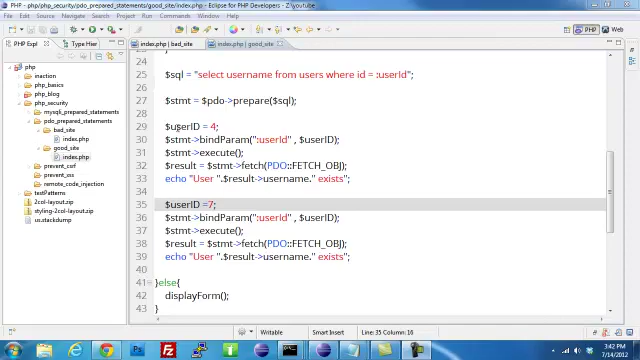 PHP - php/php_security/pdo_prepared_statements/good_site/index.php - Eclipse for PHP Developers - Z:\youtube
File Edit Source Refactor Navigate Search Project Run Window Help
PHP Web
PHP Expl Type Hier
index.php | bad_site index.php | good_site
php
inaction
php_basics
php_blog
php_security
mysqli_prepared_statements
pdo_prepared_statements
bad_site
index.php
good_site
index.php
prevent_csrf
prevent_xss
remote_code_injection
testPatterns
2col-layout.zip
styling-2col-layout.zip
us.stackdump
23 }
24
25 $sql = "select username from users where id = :userId";
26
27 $stmt = $pdo->prepare($sql);
28
29 $userID = 4;
30 $stmt->bindParam(":userId" , $userID);
31 $stmt->execute();
32 $result = $stmt->fetch(PDO::FETCH_OBJ);
33 echo "User ".$result->username." exists";
34
35 $userID =7;
36 $stmt->bindParam(":userId" , $userID);
37 $stmt->execute();
38 $result = $stmt->fetch(PDO::FETCH_OBJ);
39 echo "User ".$result->username." exists";
40
41 }else{
42 displayForm();
43 }
Writable Smart Insert Line: 35
3:42 PM
7/14/2012